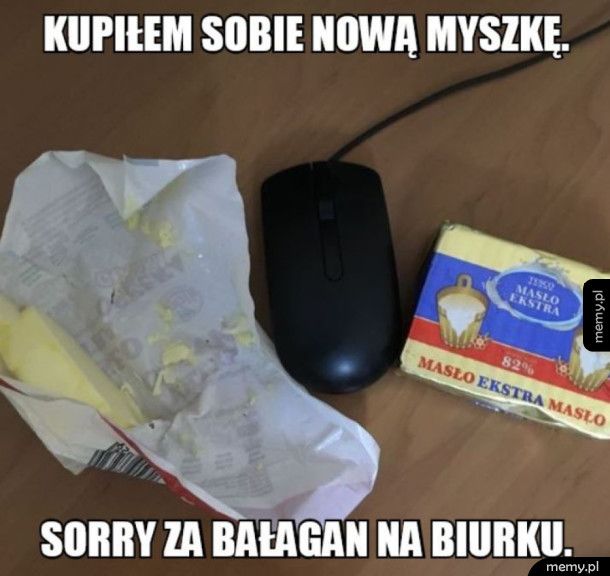 KUPIŁEM SOBIE NOWĄ MYSZKĘ.
TESCO
MASŁO
EKSTRA
82%
MASŁO EKSTRA MASŁO
memy.pl
SORRY ZA BAŁAGAN NA BIURKU.
memy.pl